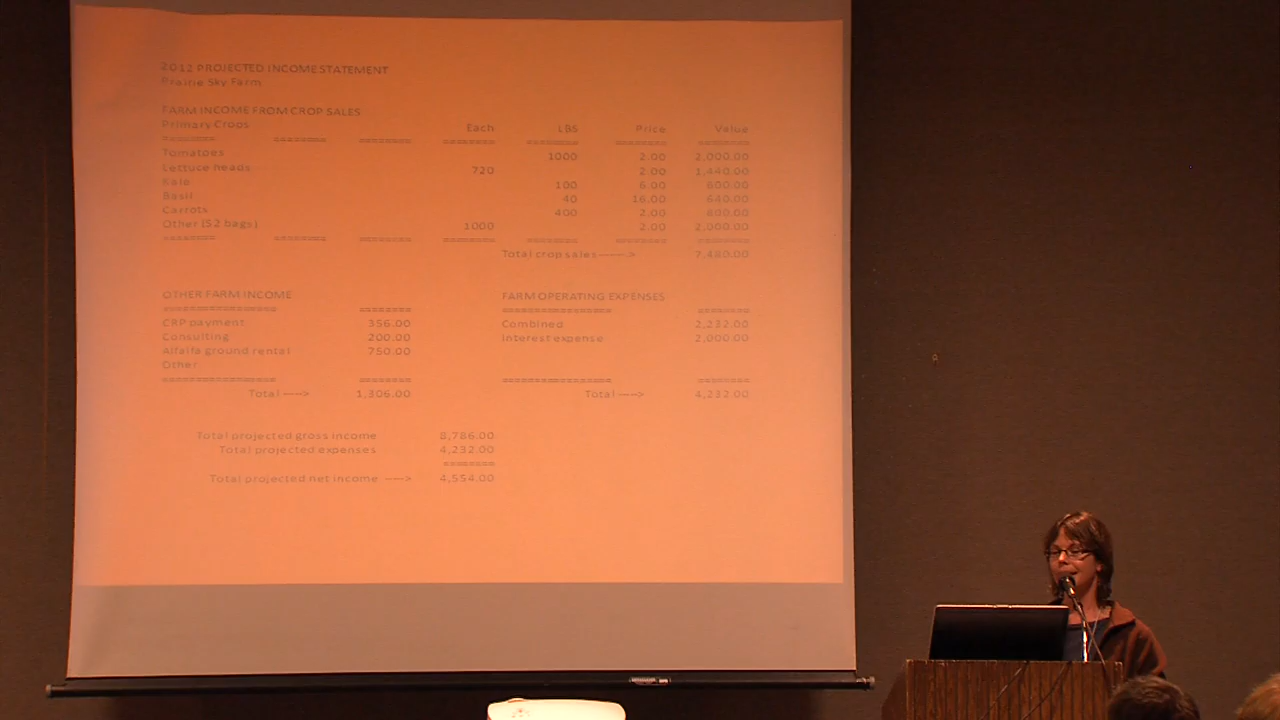 2012 PROJECTED INCOME STATEMENT
Prairie Sky Farm
FARM INCOME FROM CROP SALES
Primary Crops Each LBS Price Value
======= ======= ======= ======= ======= ======= =======
Tomatoes 1000 2.00 2,000.00
Lettuce heads 720 2.00 1,440.00
Kale 100 6.00 600.00
Basil 40 16.00 640.00
Carrots 400 2.00 800.00
Other (S2 bags) 1000 2.00 2,000.00
======= ======= ======= ======= ======= ======= =======
Total crop sales-----> 7,480.00
OTHER FARM INCOME FARM OPERATING EXPENSES
=============== ======= =============== =======
CRP payment 356.00 Combined 2,232.00
Consulting 200.00 Interest expense 2,000.00
Alfalfa ground rental 750.00
Other
=============== ======= =============== =======
Total ----> 1,306.00 Total ----> 4,232.00
Total projected gross income 8,786.00
Total projected expenses 4,232.00
=======
Total projected net income ----> 4,554.00